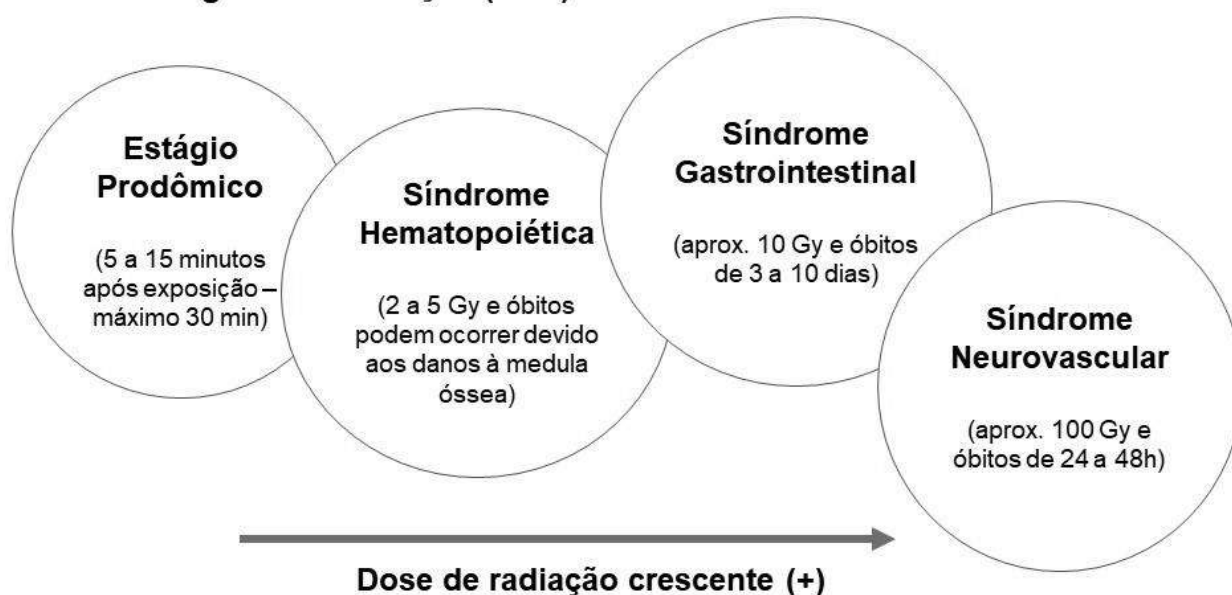 Estágio
Prodômico
(5 a 15 minutos
após exposição –
máximo 30 min)
Síndrome
Hematopoiética
(2 a 5 Gy e óbitos
podem ocorrer devido
aos danos à medula
óssea)
Síndrome
Gastrointestinal
(aprox. 10 Gy e óbitos
de 3 a 10 dias)
Síndrome
Neurovascular
(aprox. 100 Gy e
óbitos de 24 a 48h)
Dose de radiação crescente (+)